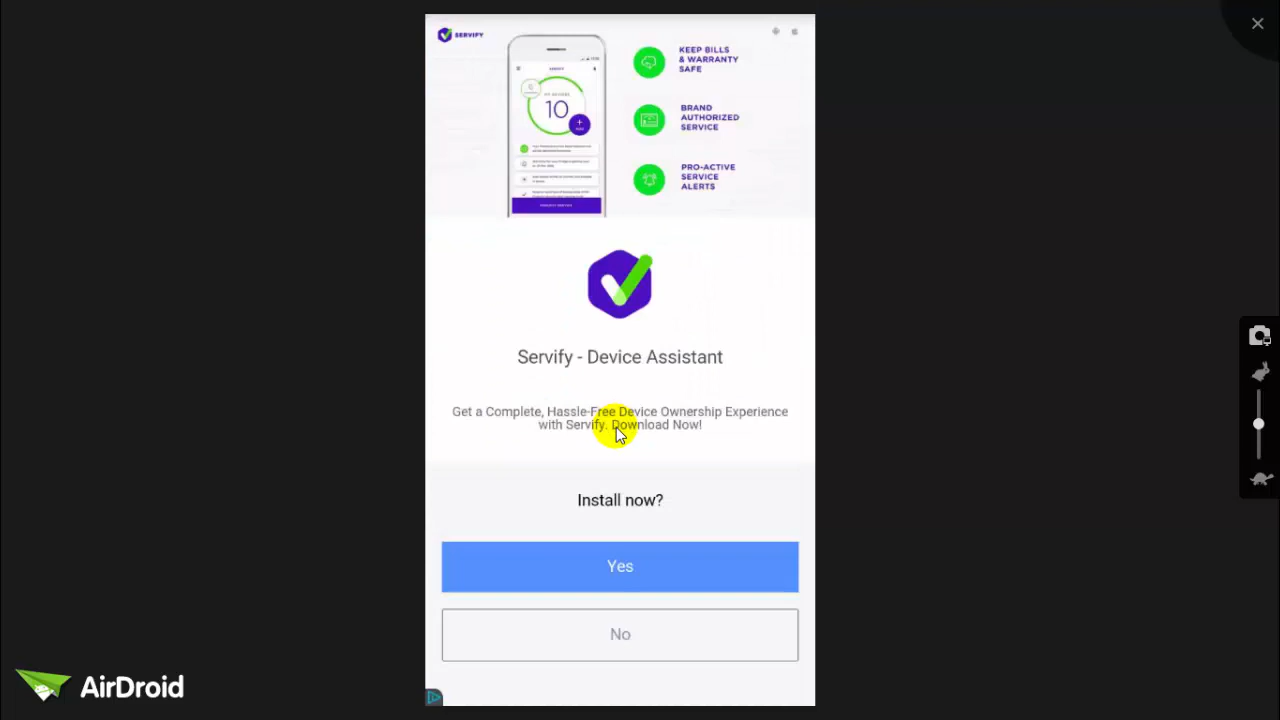 SERVIFY
KEEP BILLS
& WARRANTY
SAFE
SERVIFY
10
BRAND
AUTHORIZED
SERVICE
PRO-ACTIVE
SERVICE
ALERTS
Servify - Device Assistant
Get a Complete, Hassle-Free Device Ownership Experience
with Servify. Download Now!
Install now?
Yes
No
AirDroid